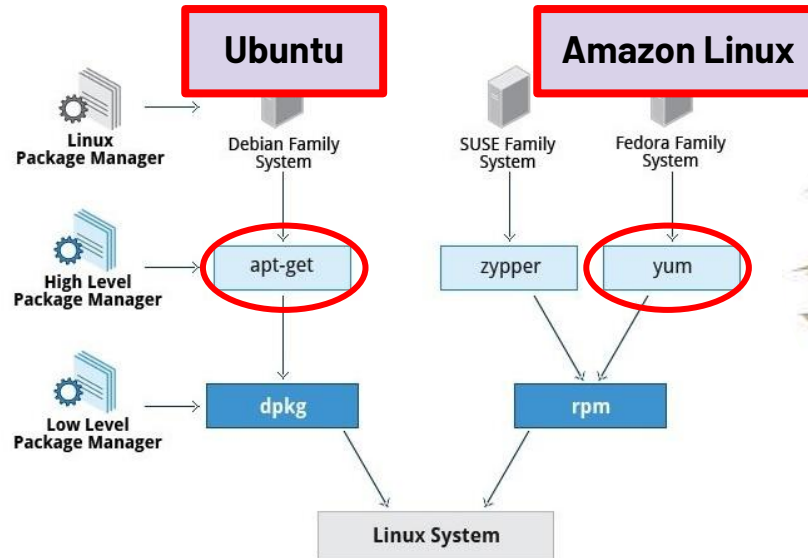 Ubuntu
Amazon Linux
Linux
Package Manager
Debian Family
System
SUSE Family
System
Fedora Family
System
High Level
Package Manager
apt-get
zypper
yum
Low Level
Package Manager
dpkg
rpm
Linux System